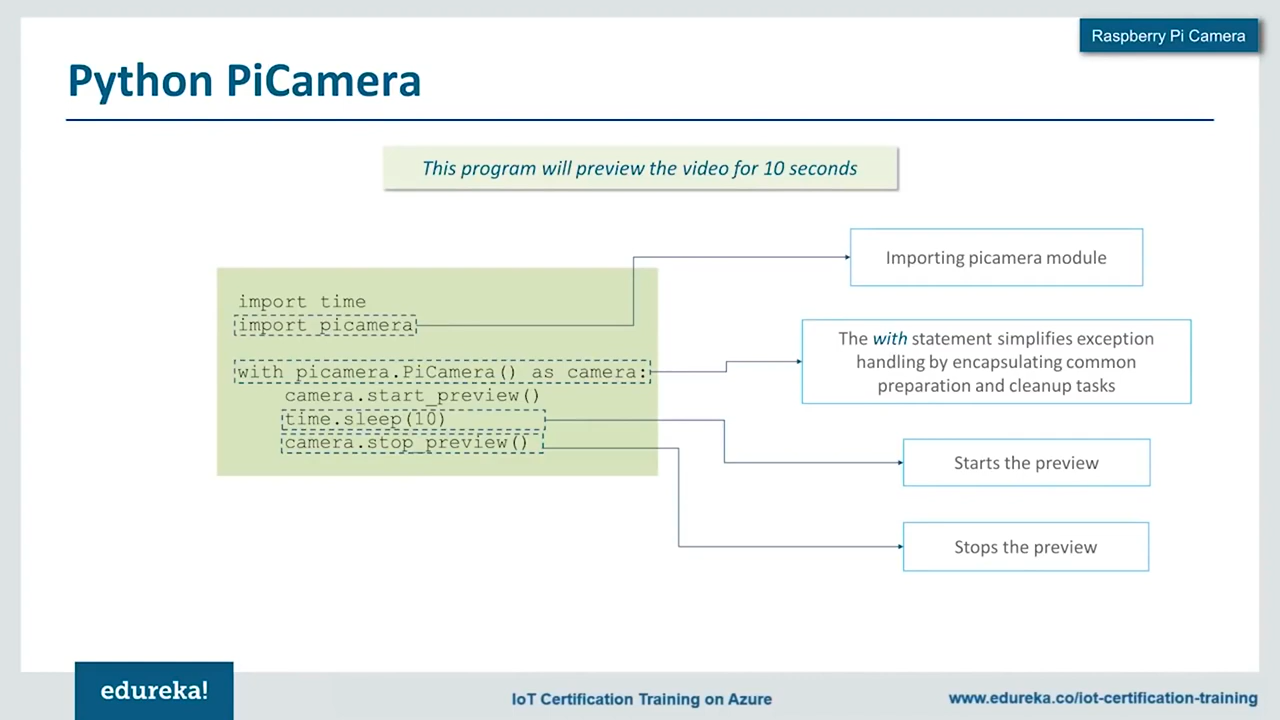 Raspberry Pi Camera
Python PiCamera
This program will preview the video for 10 seconds
import time
import picamera
with picamera.PiCamera() as camera:
camera.start_preview()
time.sleep(10)
camera.stop_preview()
Importing picamera module
The with statement simplifies exception
handling by encapsulating common
preparation and cleanup tasks
Starts the preview
Stops the preview
edureka!
IoT Certification Training on Azure
www.edureka.co/iot-certification-training